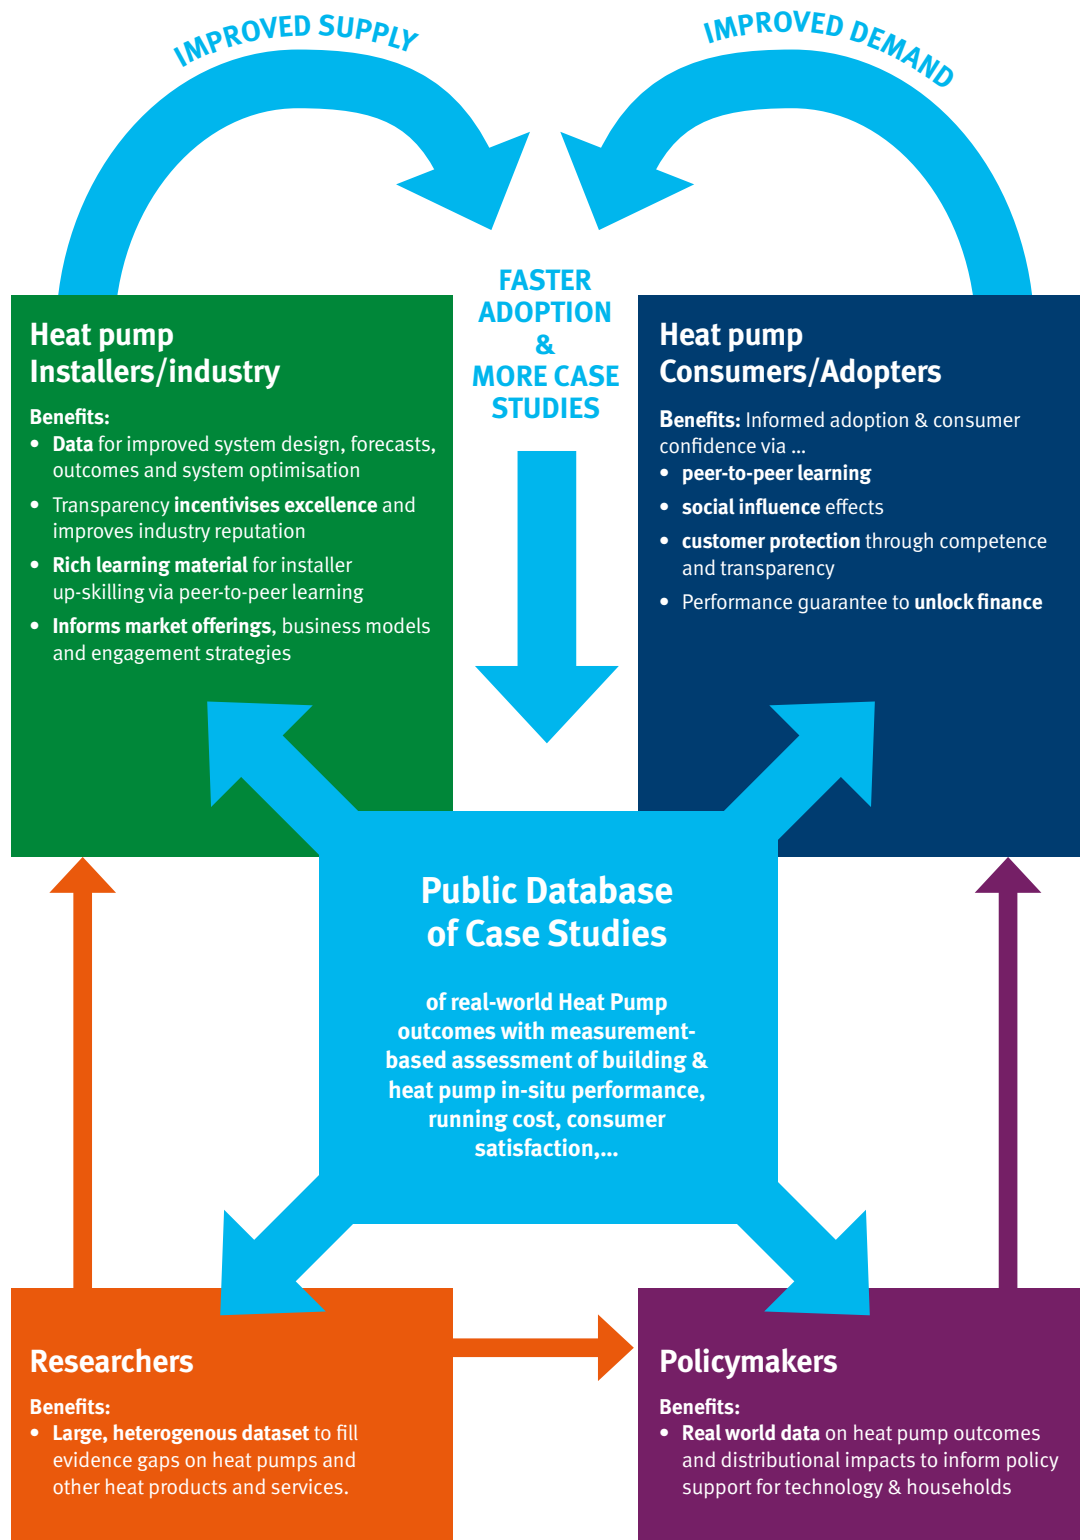 IMPROVED SUPPLY
IMPROVED DEMAND
FASTER
ADOPTION
&
MORE CASE
STUDIES
Heat pump
Installers/industry
Benefits:
• Data for improved system design, forecasts,
outcomes and system optimisation
• Transparency incentivises excellence and
improves industry reputation
• Rich learning material for installer
up-skilling via peer-to-peer learning
• Informs market offerings, business models
and engagement strategies
Heat pump
Consumers/Adopters
Benefits: Informed adoption & consumer
confidence via ...
• peer-to-peer learning
• social influence effects
• customer protection through competence
and transparency
• Performance guarantee to unlock finance
Public Database
of Case Studies
of real-world Heat Pump
outcomes with measurement-
based assessment of building &
heat pump in-situ performance,
running cost, consumer
satisfaction,...
Researchers
Benefits:
• Large, heterogenous dataset to fill
evidence gaps on heat pumps and
other heat products and services.
Policymakers
Benefits:
• Real world data on heat pump outcomes
and distributional impacts to inform policy
support for technology & households